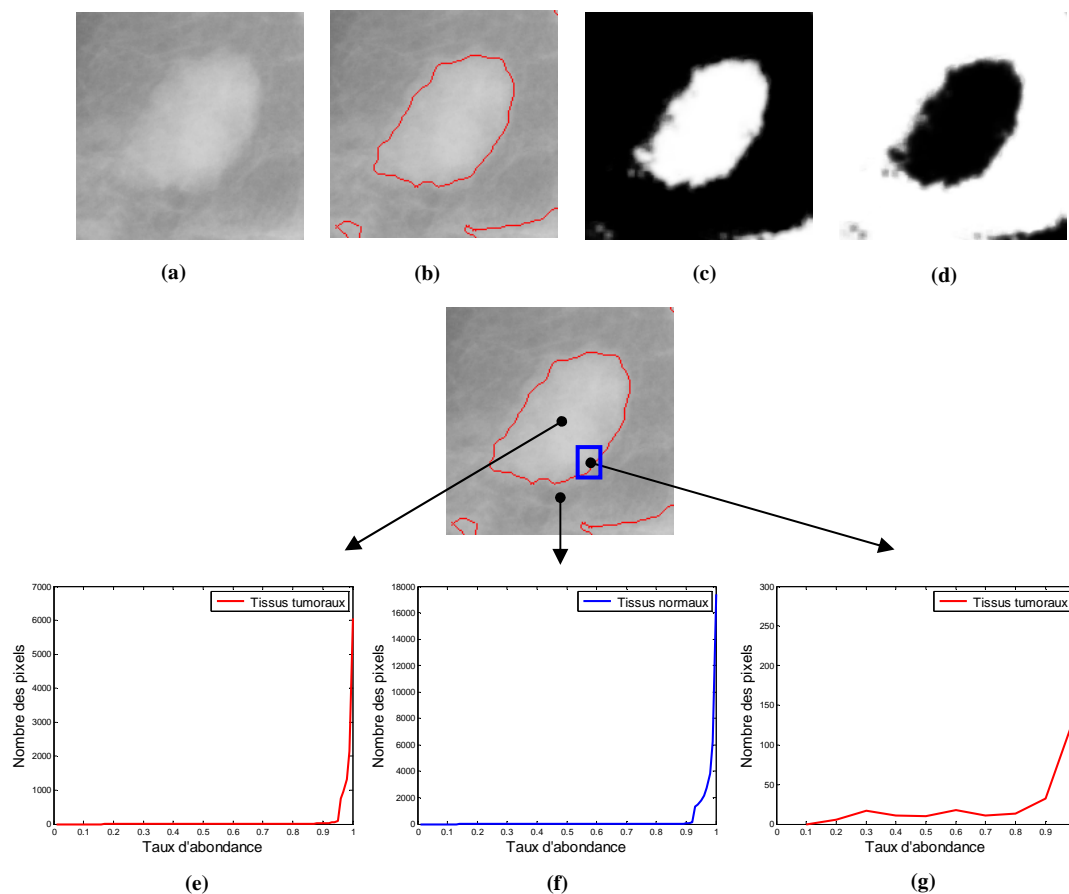 (a)
(b)
(c)
(d)
Nombre des pixels
7000
6000
5000
4000
3000
2000
1000
0
Tissus tumoraux
0 0.1 0.2 0.3 0.4 0.5 0.6 0.7 0.8 0.9 1
Taux d'abondance
(e)
Nombre des pixels
18000
16000
14000
12000
10000
8000
6000
4000
2000
0
Tissus normaux
0 0.1 0.2 0.3 0.4 0.5 0.6 0.7 0.8 0.9 1
Taux d'abondance
(f)
Nombre des pixels
300
250
200
150
100
50
0
Tissus tumoraux
0 0.1 0.2 0.3 0.4 0.5 0.6 0.7 0.8 0.9
Taux d'abondance
(g)